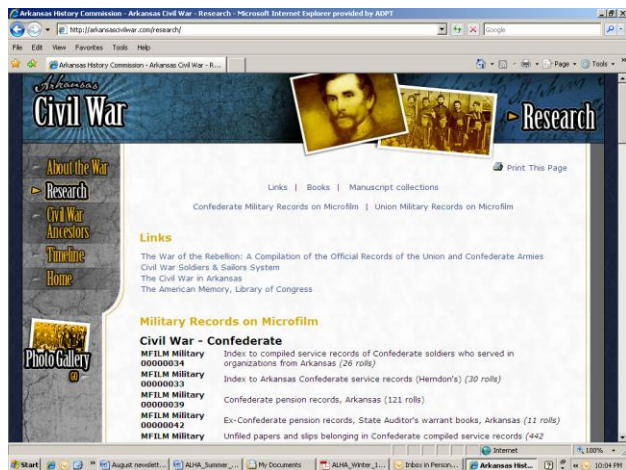 Arkansas History Commission - Arkansas Civil War - Research - Microsoft Internet Explorer provided by ADPT
http://arkansascivilwar.com/research/
Google
File Edit View Favorites Tools Help
Arkansas History Commission - Arkansas Civil War - R...
Page Tools
Arkansas
Civil War
Research
About the War
Research
Civil War
Ancestors
Timeline
Home
Photo Gallery
GO
Print This Page
Links | Books | Manuscript collections
Confederate Military Records on Microfilm | Union Military Records on Microfilm
Links
The War of the Rebellion: A Compilation of the Official Records of the Union and Confederate Armies
Civil War Soldiers & Sailors System
The Civil War in Arkansas
The American Memory, Library of Congress
Military Records on Microfilm
Civil War - Confederate
MFILM Military 00000034 Index to compiled service records of Confederate soldiers who served in
organizations from Arkansas (26 rolls)
MFILM Military
00000033 Index to Arkansas Confederate service records (Herndon's) (30 rolls)
MFILM Military
00000039 Confederate pension records, Arkansas (121 rolls)
MFILM Military
00000042 Ex-Confederate pension records, State Auditor's warrant books, Arkansas (11 rolls)
MFILM Military Unfiled papers and slips belonging in Confederate compiled service records (442
Internet
100%
Start
August newslett...
ALHA_Summer_...
My Documents
ALHA_Winter_1...
Inbox in Person...
Arkansas Hist...
10:04 PM